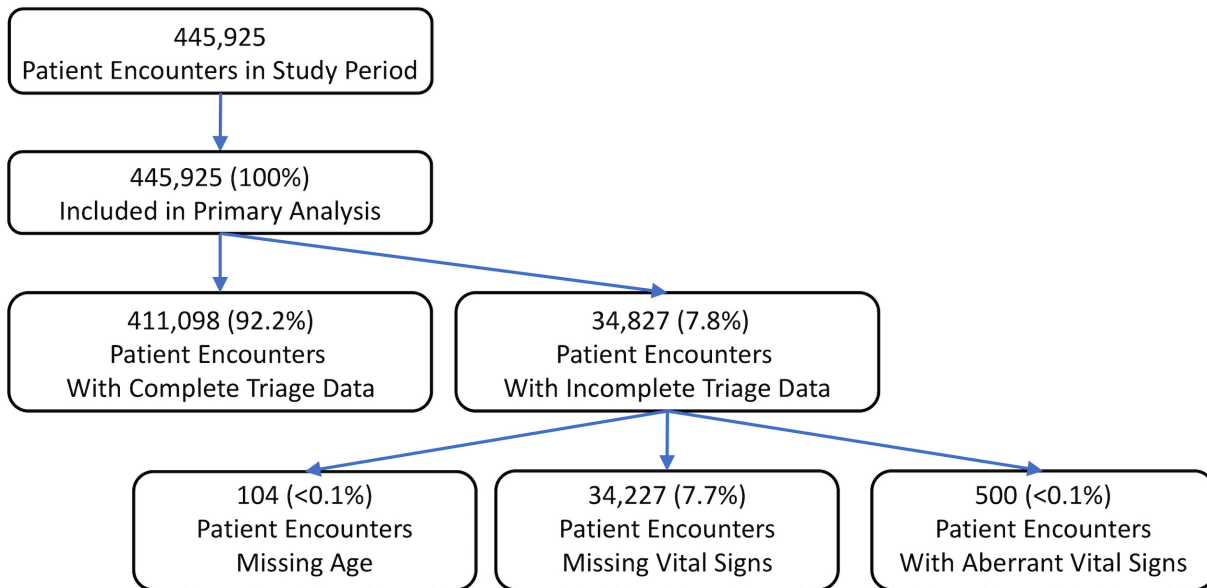 445,925
Patient Encounters in Study Period
445,925 (100%)
Included in Primary Analysis
411,098 (92.2%)
Patient Encounters
With Complete Triage Data
34,827 (7.8%)
Patient Encounters
With Incomplete Triage Data
104 (<0.1%)
Patient Encounters
Missing Age
34,227 (7.7%)
Patient Encounters
Missing Vital Signs
500 (<0.1%)
Patient Encounters
With Aberrant Vital Signs